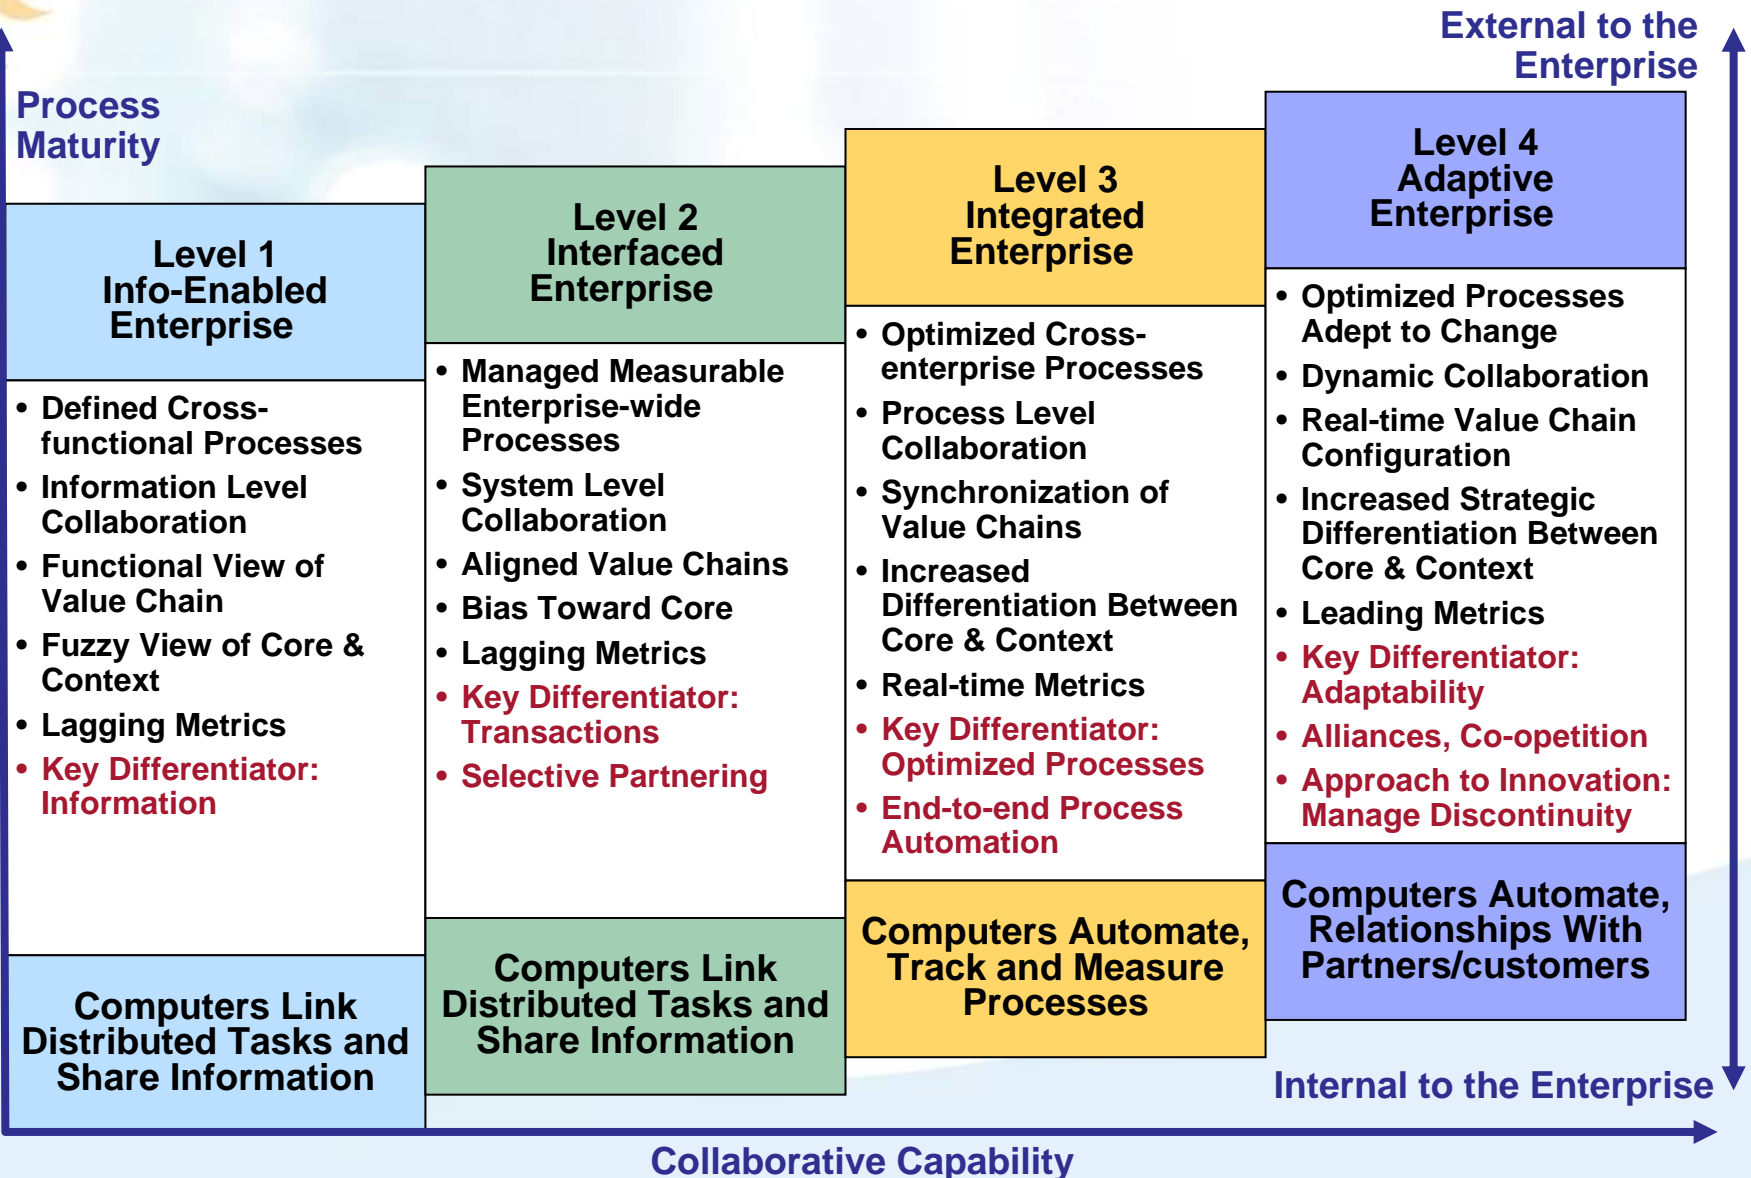 External to the
Enterprise
Process
Maturity
Level 1
Info-Enabled
Enterprise
• Defined Cross-
functional Processes
• Information Level
Collaboration
• Functional View of
Value Chain
• Fuzzy View of Core &
Context
• Lagging Metrics
• Key Differentiator:
Information
Computers Link
Distributed Tasks and
Share Information
Level 2
Interfaced
Enterprise
• Managed Measurable
Enterprise-wide
Processes
• System Level
Collaboration
• Aligned Value Chains
• Bias Toward Core
• Lagging Metrics
• Key Differentiator:
Transactions
• Selective Partnering
Computers Link
Distributed Tasks and
Share Information
Level 3
Integrated
Enterprise
• Optimized Cross-
enterprise Processes
• Process Level
Collaboration
• Synchronization of
Value Chains
• Increased
Differentiation Between
Core & Context
• Real-time Metrics
• Key Differentiator:
Optimized Processes
• End-to-end Process
Automation
Computers Automate,
Track and Measure
Processes
Level 4
Adaptive
Enterprise
• Optimized Processes
Adept to Change
• Dynamic Collaboration
• Real-time Value Chain
Configuration
• Increased Strategic
Differentiation Between
Core & Context
• Leading Metrics
• Key Differentiator:
Adaptability
• Alliances, Co-opetition
• Approach to Innovation:
Manage Discontinuity
Computers Automate,
Relationships With
Partners/customers
Internal to the Enterprise
Collaborative Capability